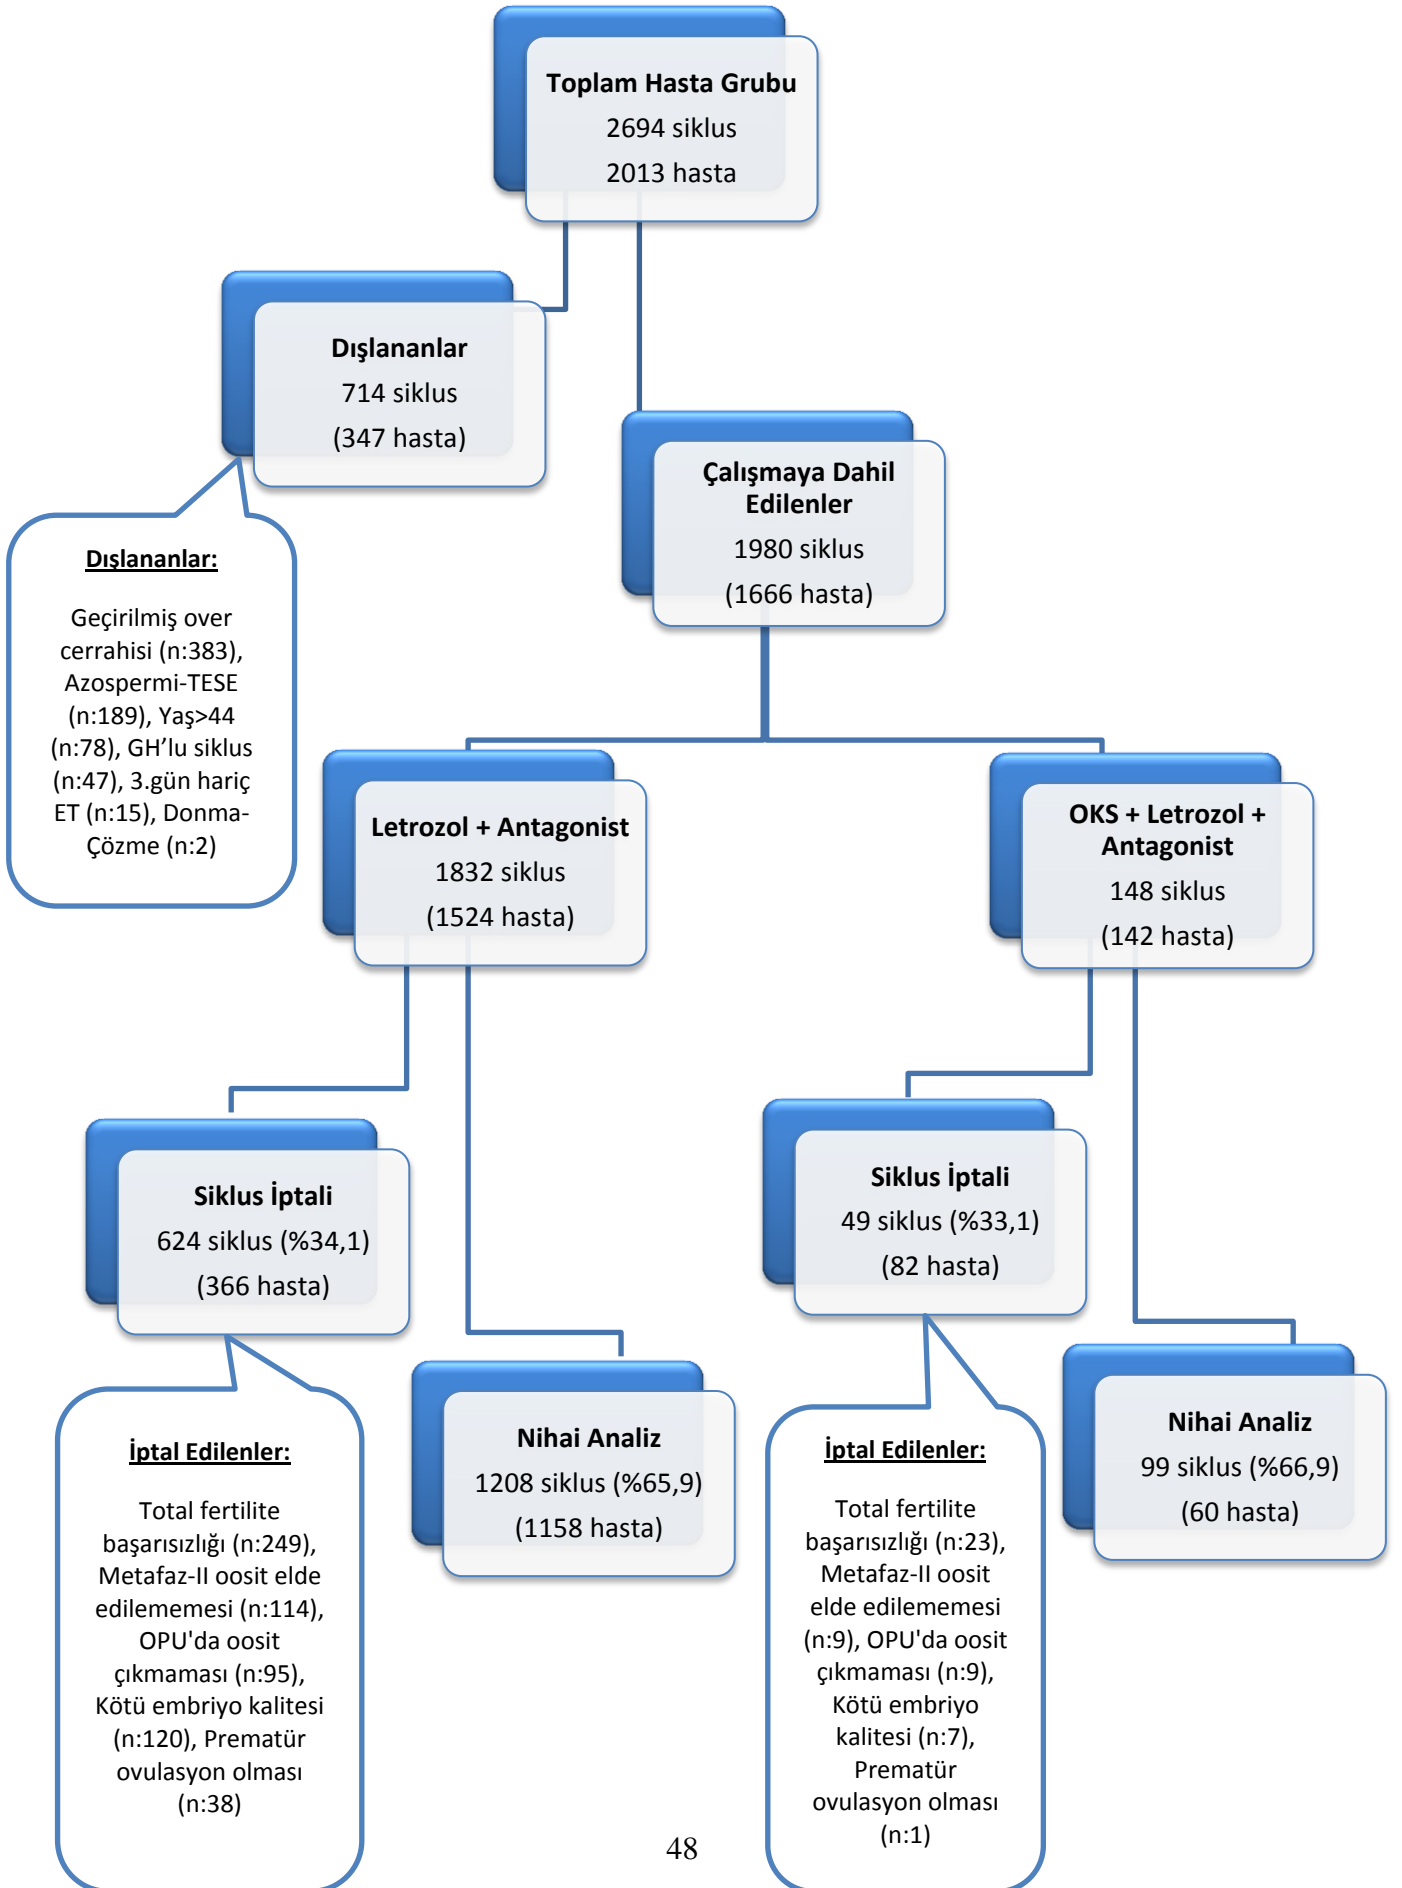 Toplam Hasta Grubu
2694 siklus
2013 hasta
Dışlananlar
714 siklus
(347 hasta)
Çalışmaya Dahil
Edilenler
1980 siklus
(1666 hasta)
Dışlananlar:
Geçirilmiş over
cerrahisi (n:383),
Azospermi-TESE
(n:189), Yaş>44
(n:78), GH’lu siklus
(n:47), 3.gün hariç
ET (n:15), Donma-
Çözme (n:2)
Letrozol + Antagonist
1832 siklus
(1524 hasta)
OKS + Letrozol +
Antagonist
148 siklus
(142 hasta)
Siklus İptali
624 siklus (%34,1)
(366 hasta)
Siklus İptali
49 siklus (%33,1)
(82 hasta)
Nihai Analiz
1208 siklus (%65,9)
(1158 hasta)
Nihai Analiz
99 siklus (%66,9)
(60 hasta)
İptal Edilenler:
Total fertilite
başarısızlığı (n:249),
Metafaz-II oosit elde
edilememesi (n:114),
OPU'da oosit
çıkmaması (n:95),
Kötü embriyo kalitesi
(n:120), Prematür
ovulasyon olması
(n:38)
İptal Edilenler:
Total fertilite
başarısızlığı (n:23),
Metafaz-II oosit
elde edilememesi
(n:9), OPU'da oosit
çıkmaması (n:9),
Kötü embriyo
kalitesi (n:7),
Prematür
ovulasyon olması
(n:1)
48